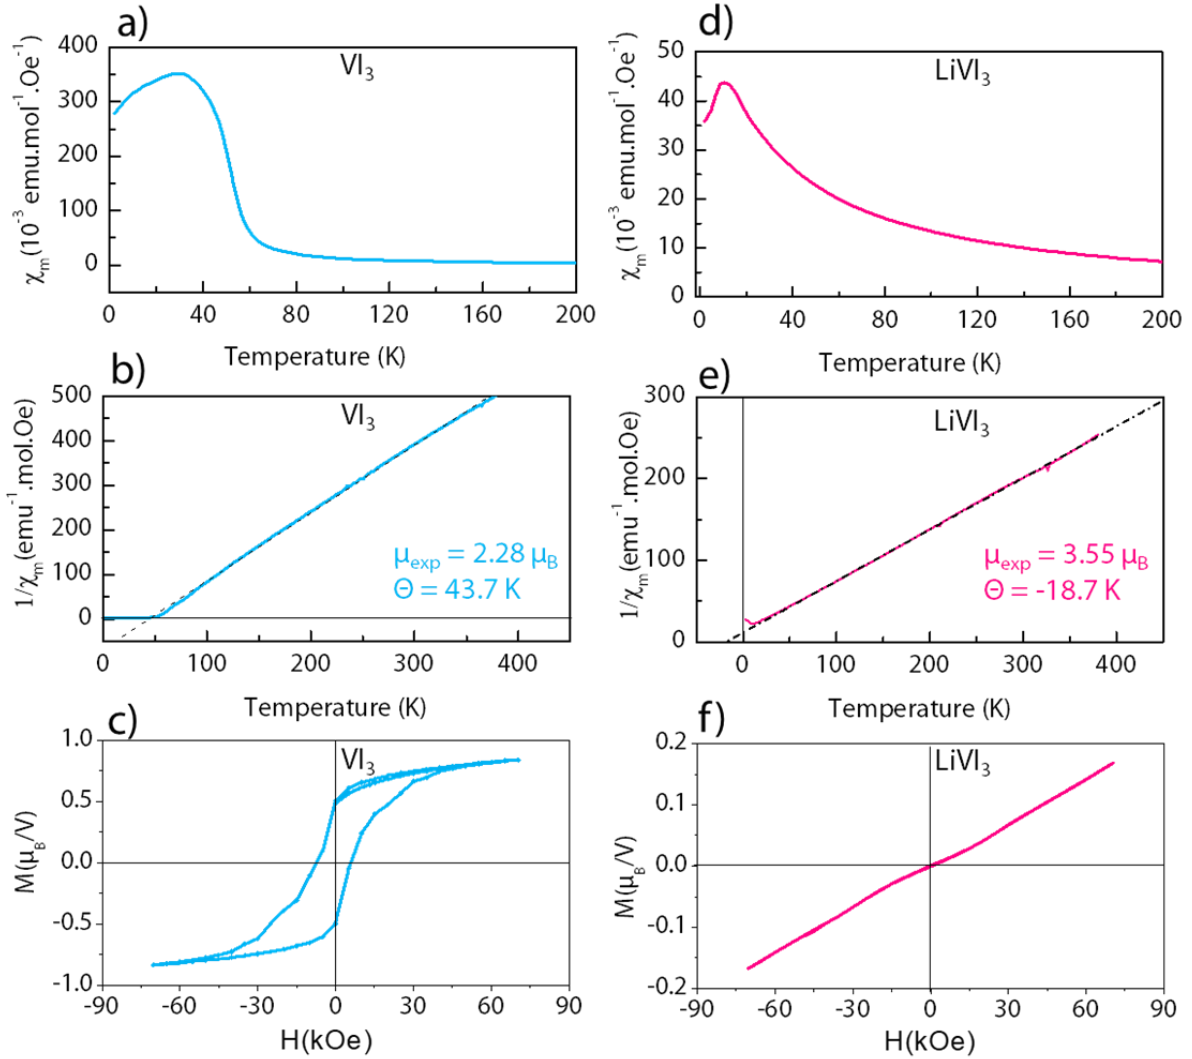 a)
VI₃
400
300
200
100
0
χₘ(10⁻³ emu.mol⁻¹.Oe⁻¹)
0 40 80 120 160 200
Temperature (K)
d)
LiVI₃
50
40
30
20
10
0
χₘ(10⁻³ emu.mol⁻¹.Oe⁻¹)
0 40 80 120 160 200
Temperature (K)
b)
VI₃
500
400
300
200
100
0
1/χₘ(emu⁻¹.mol.Oe)
μexp = 2.28 μB
Θ = 43.7 K
0 100 200 300 400
Temperature (K)
e)
LiVI₃
300
200
100
0
1/χₘ(emu⁻¹.mol.Oe)
μexp = 3.55 μB
Θ = -18.7 K
0 100 200 300 400
Temperature (K)
c)
VI₃
1.0
0.5
0.0
-0.5
-1.0
M(μB/V)
-90 -60 -30 0 30 60 90
H(kOe)
f)
LiVI₃
0.2
0.1
0.0
-0.1
-0.2
M(μB/V)
-90 -60 -30 0 30 60 90
H(kOe)